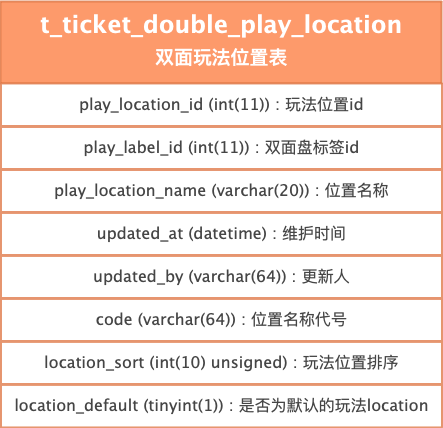 t_ticket_double_play_location
双面玩法位置表
play_location_id (int(11))：玩法位置id
play_label_id (int(11))：双面盘标签id
play_location_name (varchar(20))：位置名称
updated_at (datetime)：维护时间
updated_by (varchar(64))：更新人
code (varchar(64))：位置名称代号
location_sort (int(10) unsigned)：玩法位置排序
location_default (tinyint(1))：是否为默认的玩法location